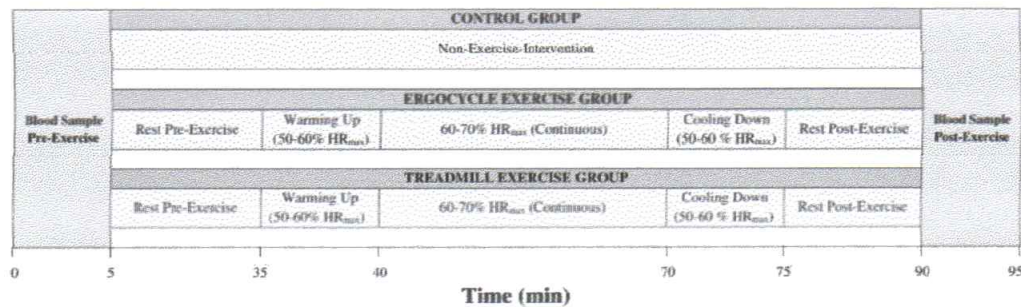 CONTROL GROUP
Non-Exercise-Intervention
Blood Sample
Pre-Exercise
ERGOCYCLE EXERCISE GROUP
Rest Pre-Exercise
Warming Up
(50-60% HRmax)
60-70% HRmax (Continuous)
Cooling Down
(50-60 % HRmax)
Rest Post-Exercise
Blood Sample
Post-Exercise
TREADMILL EXERCISE GROUP
Rest Pre-Exercise
Warming Up
(50-60% HRmax)
60-70% HRmax (Continuous)
Cooling Down
(50-60 % HRmax)
Rest Post-Exercise
0 5 35 40 70 75 90 95
Time (min)